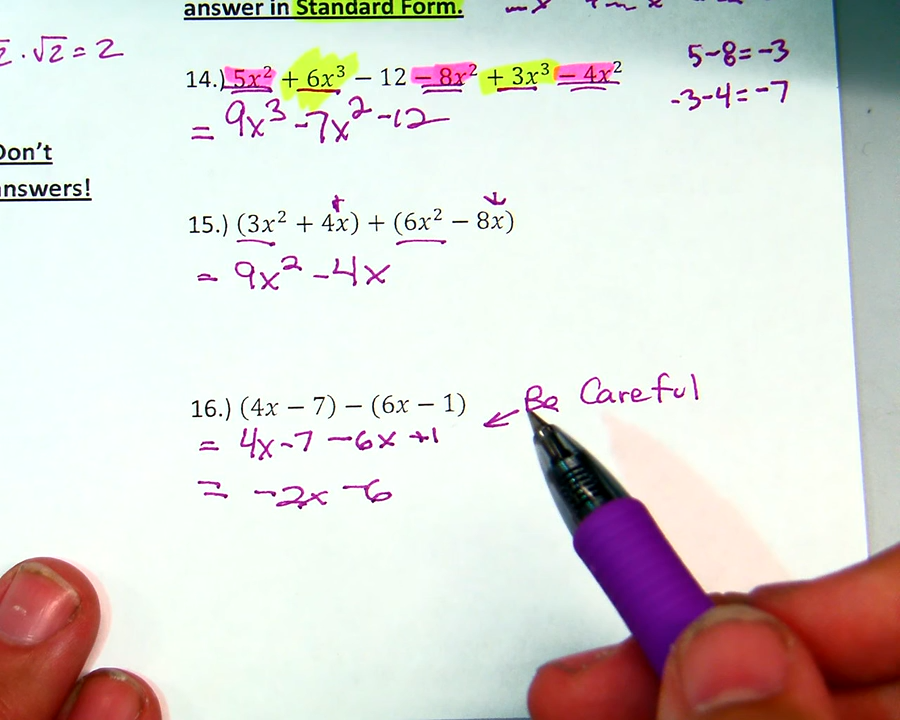 answer in Standard Form.
√2 = 2
5-8=-3
-3-4=-7
14.) 5x² + 6x³ − 12 − 8x² + 3x³ − 4x²
= 9x³ -7x² -12
Don't
answers!
15.) (3x² + 4x) + (6x² − 8x)
= 9x² -4x
Be Careful
16.) (4x − 7) − (6x − 1)
= 4x-7 -6x +1
= -2x -6